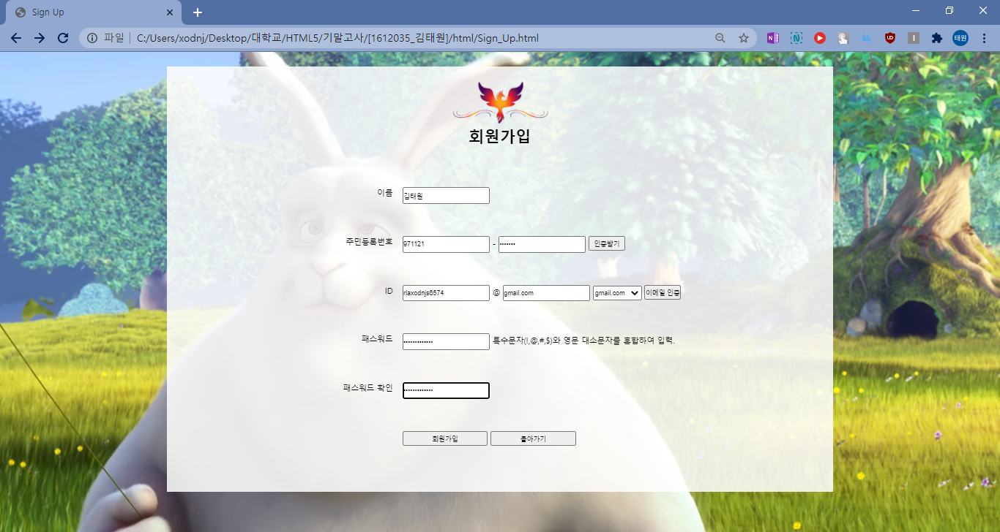 Sign Up
파일 C:/Users/xodnj/Desktop/대학교/HTML5/기말고사/[1612035_김태원]/html/Sign_Up.html
태원
회원가입
이름 김태원
주민등록번호 971121 - ••••••• 인증받기
ID rlaxodnjs6574 @ gmail.com gmail.com 이메일 인증
패스워드 ••••••••••••• 특수문자(!,@,#,$)와 영문 대소문자를 혼합하여 입력.
패스워드 확인 •••••••••••••
회원가입 돌아가기